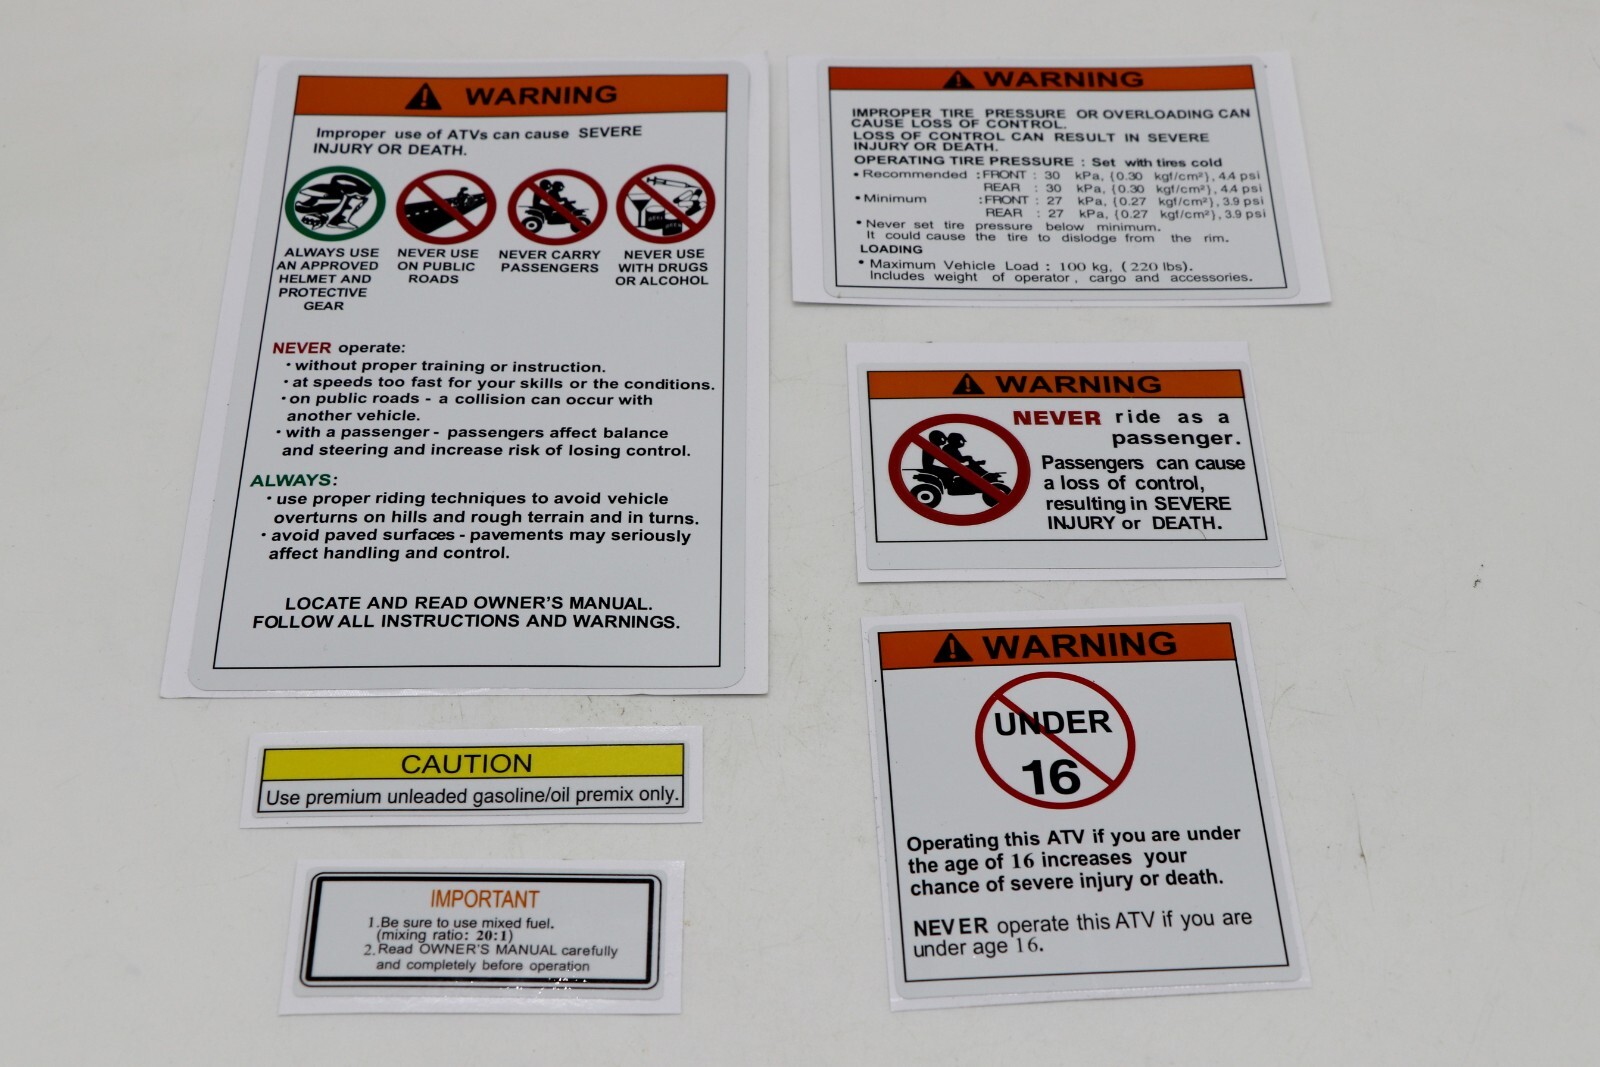 WARNING
Improper use of ATVs can cause SEVERE
INJURY OR DEATH.
ALWAYS USE
AN APPROVED
HELMET AND
PROTECTIVE
GEAR
NEVER USE
ON PUBLIC
ROADS
NEVER CARRY
PASSENGERS
NEVER USE
WITH DRUGS
OR ALCOHOL
NEVER operate:
• without proper training or instruction.
• at speeds too fast for your skills or the conditions.
• on public roads - a collision can occur with
another vehicle.
• with a passenger - passengers affect balance
and steering and increase risk of losing control.
ALWAYS:
• use proper riding techniques to avoid vehicle
overturns on hills and rough terrain and in turns.
• avoid paved surfaces - pavements may seriously
affect handling and control.
LOCATE AND READ OWNER'S MANUAL.
FOLLOW ALL INSTRUCTIONS AND WARNINGS.
WARNING
IMPROPER TIRE PRESSURE OR OVERLOADING CAN
CAUSE LOSS OF CONTROL.
LOSS OF CONTROL CAN RESULT IN SEVERE
INJURY OR DEATH.
OPERATING TIRE PRESSURE : Set with tires cold
• Recommended : FRONT : 30 kPa, {0.30 kgf/cm²}, 4.4 psi
REAR : 30 kPa, {0.30 kgf/cm²}, 4.4 psi
• Minimum : FRONT : 27 kPa, {0.27 kgf/cm²}, 3.9 psi
REAR : 27 kPa, {0.27 kgf/cm²}, 3.9 psi
• Never set tire pressure below minimum.
It could cause the tire to dislodge from the rim.
LOADING
• Maximum Vehicle Load : 100 kg, ( 220 lbs).
Includes weight of operator , cargo and accessories.
WARNING
NEVER ride as a
passenger.
Passengers can cause
a loss of control,
resulting in SEVERE
INJURY or DEATH.
WARNING
UNDER
16
Operating this ATV if you are under
the age of 16 increases your
chance of severe injury or death.
NEVER operate this ATV if you are
under age 16.
CAUTION
Use premium unleaded gasoline/oil premix only.
IMPORTANT
1.Be sure to use mixed fuel.
(mixing ratio: 20:1)
2.Read OWNER'S MANUAL carefully
and completely before operation